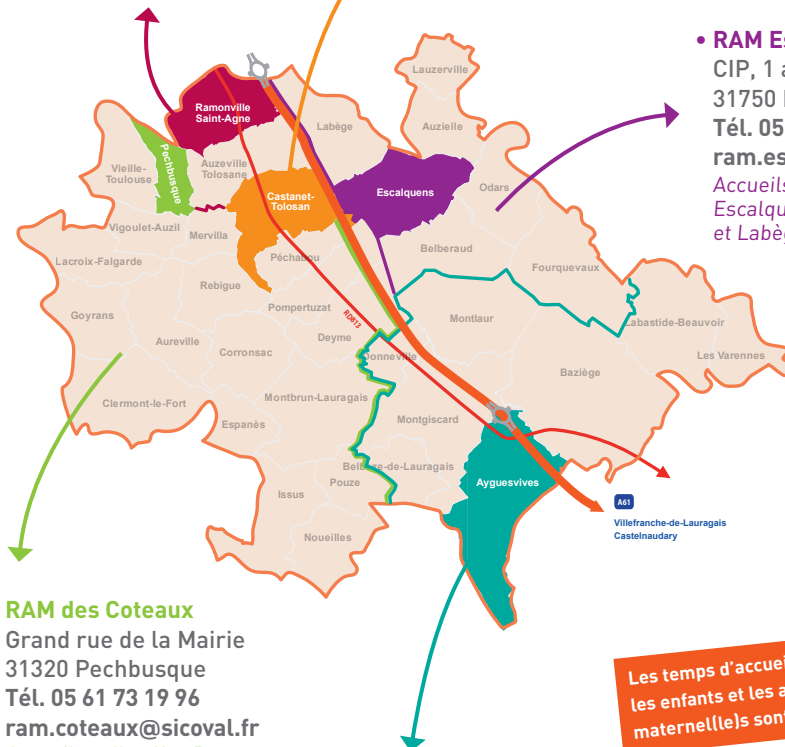 • RAM Es
CIP, 1 a
31750
Tél. 05
ram.es
Accueils
Escalqu
et Labèg
Lauzerville
Ramonville
Saint-Agne
Labège
Auzielle
Pechbusque
Vieille-
Toulouse
Auzeville
Tolosane
Castanet-
Tolosan
Escalquens
Odars
Vigoulet-Auzil
Mervilla
Belberaud
Lacroix-Falgarde
Péchabou
Fourquevaux
Rebigue
Goyrans
Pompertuzat
RD813
Montlaur
Labastide-Beauvoir
Aureville
Deyme
Corronsac
Donneville
Les Varennes
Baziège
Clermont-le-Fort
Montbrun-Lauragais
Espanès
Montgiscard
Belbèze-de-Lauragais
Pouze
Ayguesvives
Issus
A61
Villefranche-de-Lauragais
Castelnaudary
Noueilles
RAM des Coteaux
Grand rue de la Mairie
31320 Pechbusque
Tél. 05 61 73 19 96
ram.coteaux@sicoval.fr
Les temps d'accuei
les enfants et les a
maternel(le)s sont